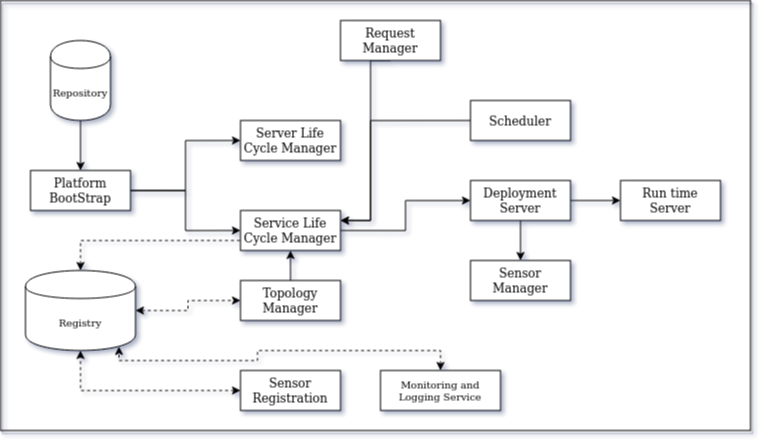 Request
Manager
Repository
Scheduler
Server Life
Cycle Manager
Platform
BootStrap
Deployment
Server
Run time
Server
Service Life
Cycle Manager
Sensor
Manager
Topology
Manager
Registry
Sensor
Registration
Monitoring and
Logging Service